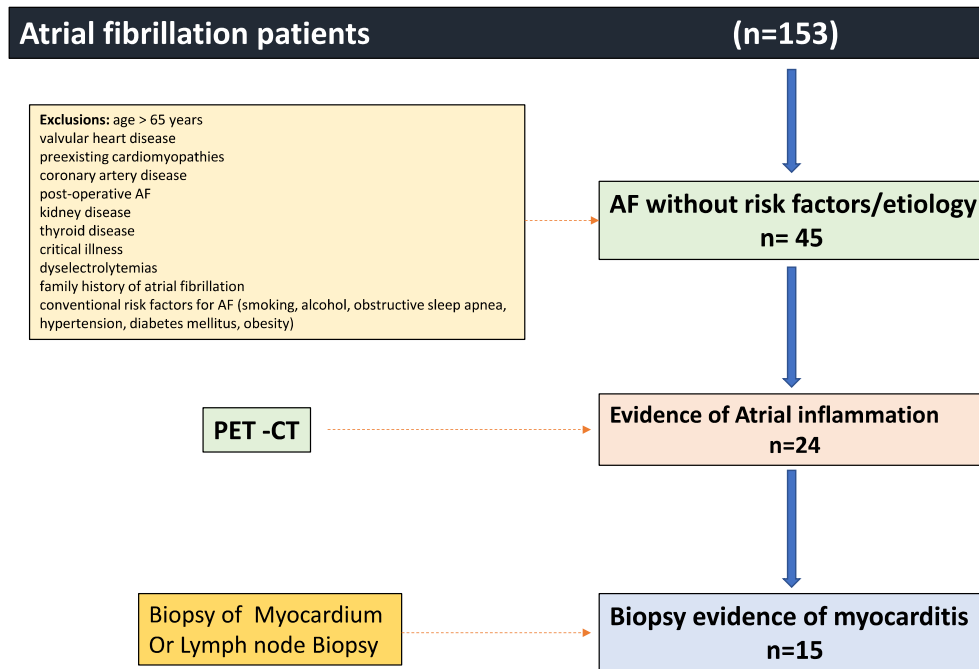 Atrial fibrillation patients (n=153)
Exclusions: age > 65 years
valvular heart disease
preexisting cardiomyopathies
coronary artery disease
post-operative AF
kidney disease
thyroid disease
critical illness
dyselectrolytemias
family history of atrial fibrillation
conventional risk factors for AF (smoking, alcohol, obstructive sleep apnea,
hypertension, diabetes mellitus, obesity)
AF without risk factors/etiology
n= 45
PET -CT
Evidence of Atrial inflammation
n=24
Biopsy of Myocardium
Or Lymph node Biopsy
Biopsy evidence of myocarditis
n=15